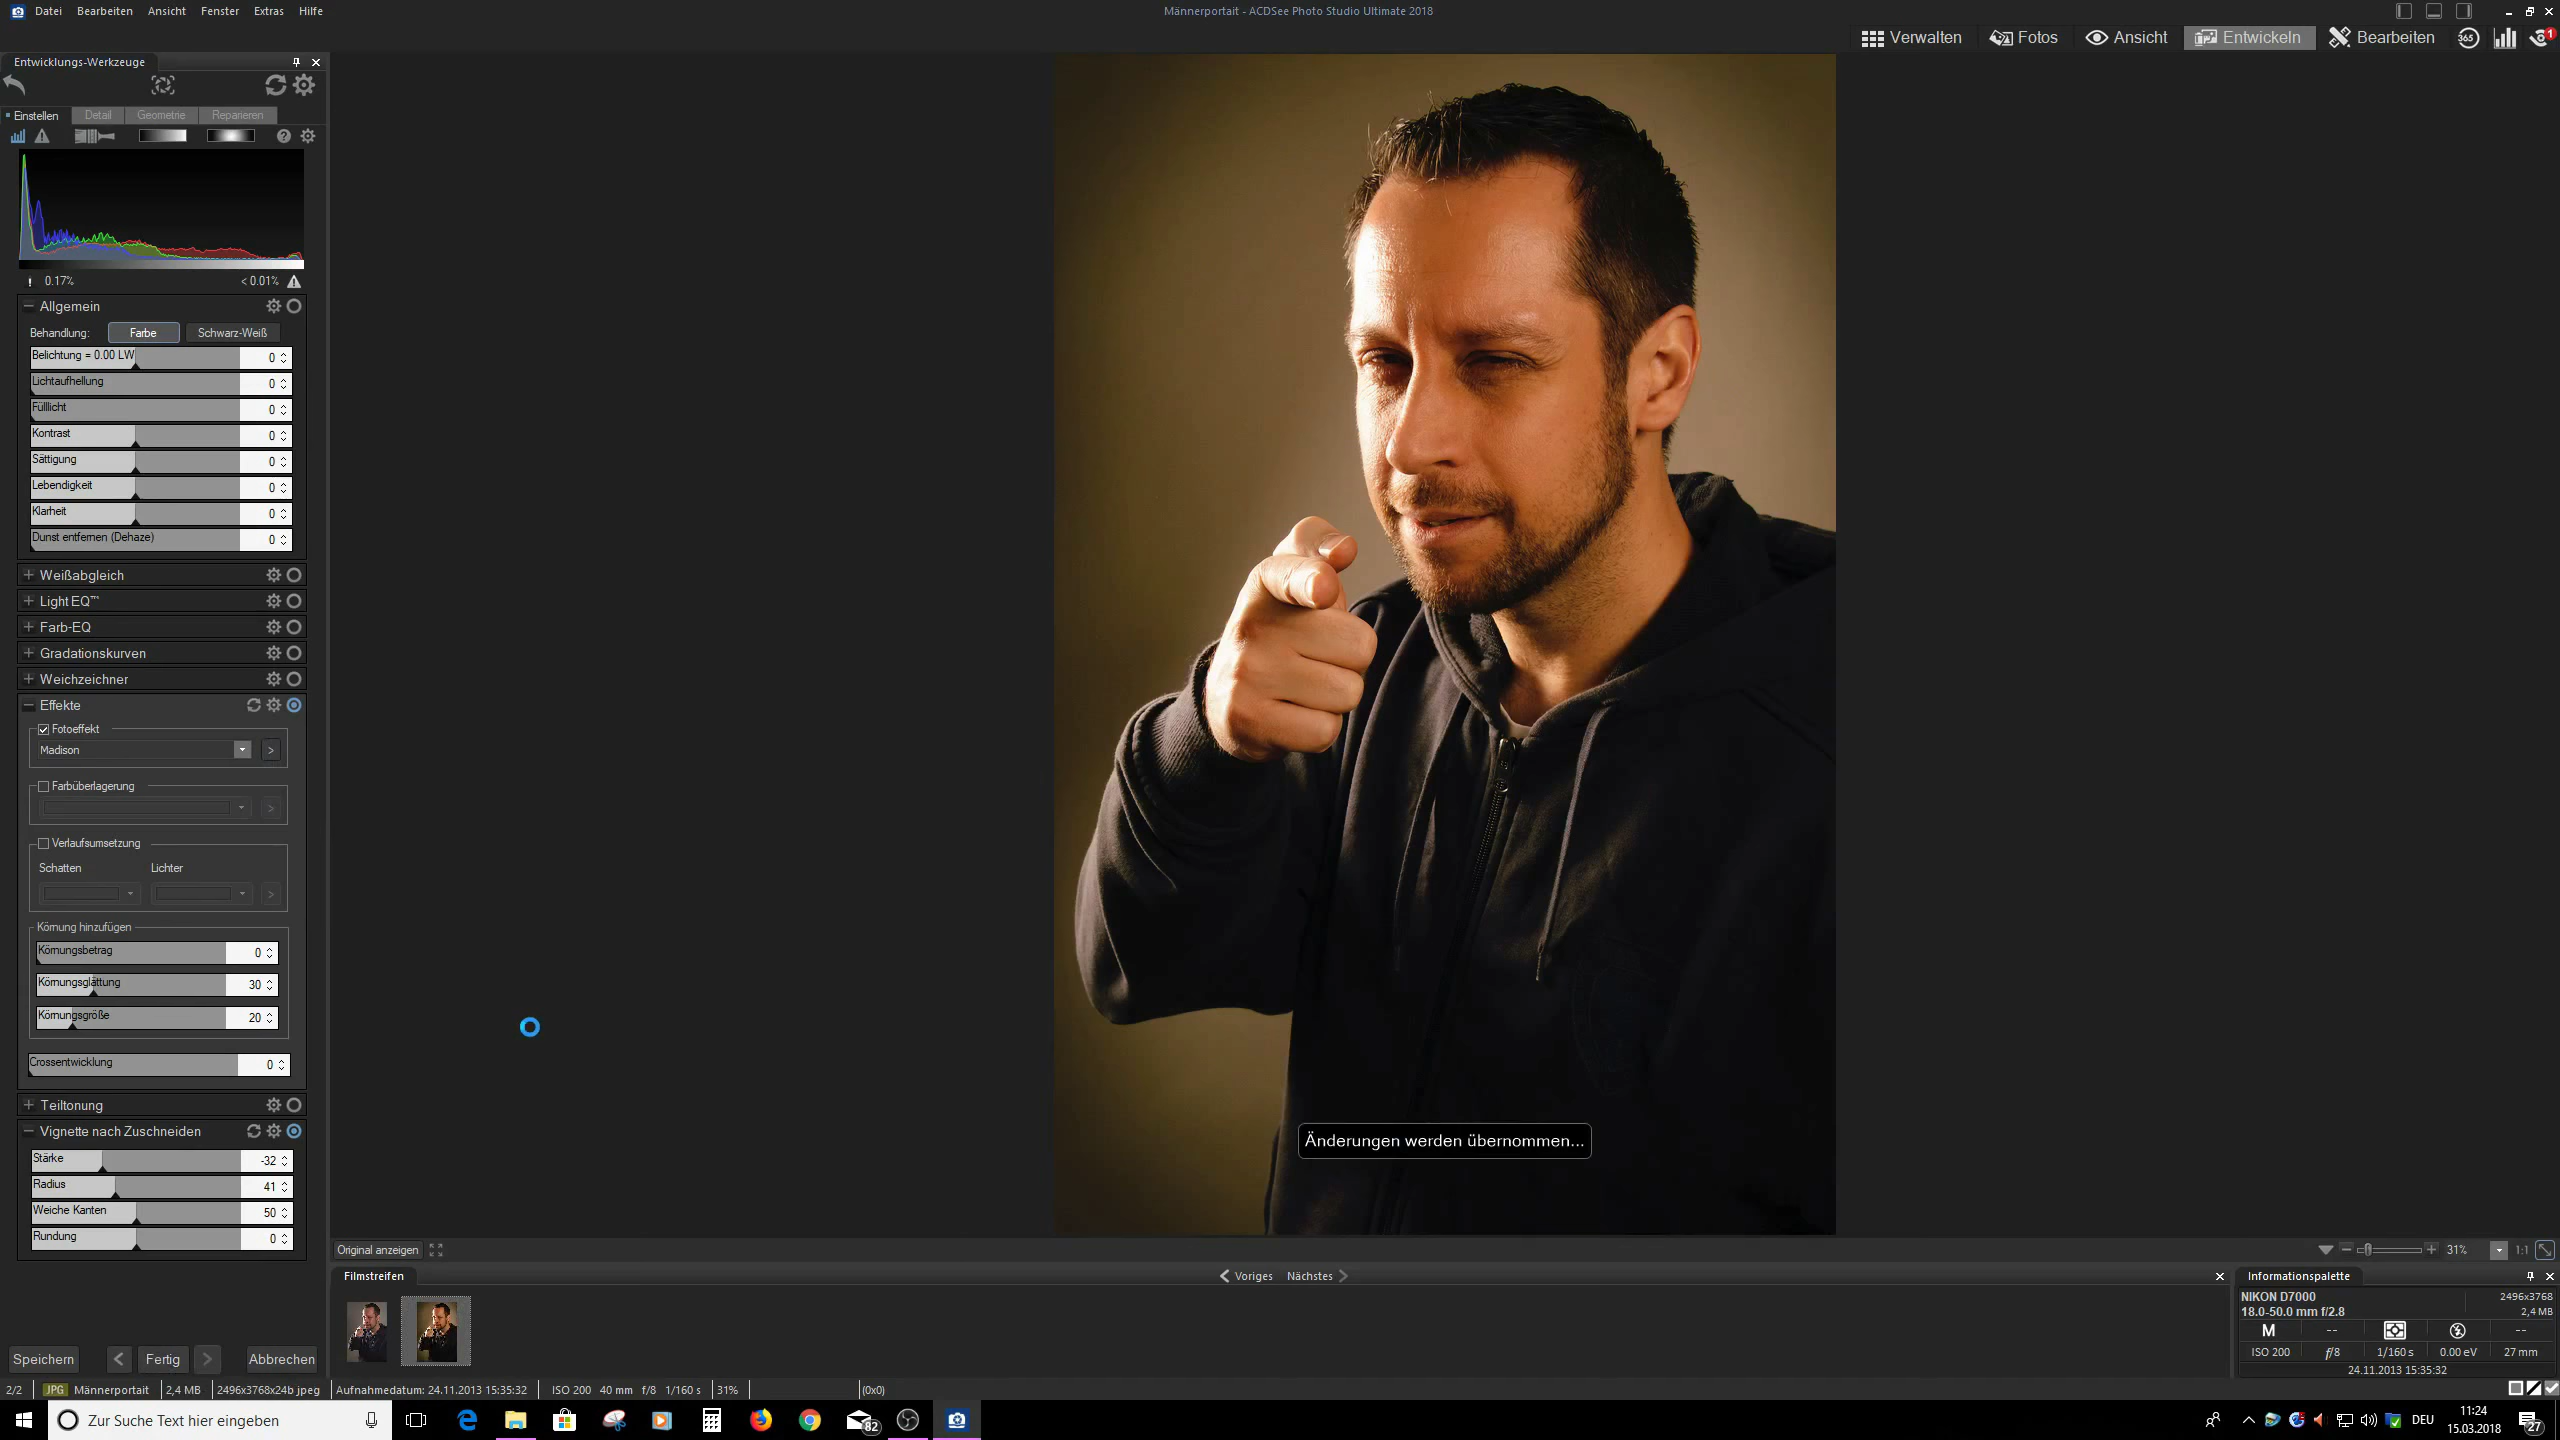 Datei Bearbeiten Ansicht Fenster Extras Hilfe
Männerportait - ACDSee Photo Studio Ultimate 2018
Verwalten Fotos Ansicht Entwickeln Bearbeiten 365 1
Entwicklungs-Werkzeuge
Einstellen Detail Geometrie Reparieren
0.17% < 0.01%
Allgemein
Behandlung: Farbe Schwarz-Weiß
Belichtung = 0.00 LW 0
Lichtaufhellung 0
Fülllicht 0
Kontrast 0
Sättigung 0
Lebendigkeit 0
Klarheit 0
Dunst entfernen (Dehaze) 0
Weißabgleich
Light EQ™
Farb-EQ
Gradationskurven
Weichzeichner
Effekte
Fotoeffekt
Madison >
Farbüberlagerung
>
Verlaufsumsetzung
Schatten Lichter
>
Körnung hinzufügen
Körnungsbetrag 0
Körnungsglättung 30
Körnungsgröße 20
Crossentwicklung 0
Teiltonung
Vignette nach Zuschneiden
Stärke -32
Radius 41
Weiche Kanten 50
Rundung 0
Änderungen werden übernommen...
Original anzeigen
31% 1:1
Filmstreifen
Voriges Nächstes
Informationspalette
NIKON D7000 2496x3768
18.0-50.0 mm f/2.8 2,4 MB
M -- --
ISO 200 f/8 1/160 s 0.00 eV 27 mm
24.11.2013 15:35:32
Speichern < Fertig > Abbrechen
2/2 JPG Männerportait 2,4 MB 2496x3768x24b jpeg Aufnahmedatum: 24.11.2013 15:35:32 ISO 200 40 mm f/8 1/160 s 31% (0x0)
Zur Suche Text hier eingeben
82
DEU
11:24
15.03.2018
27